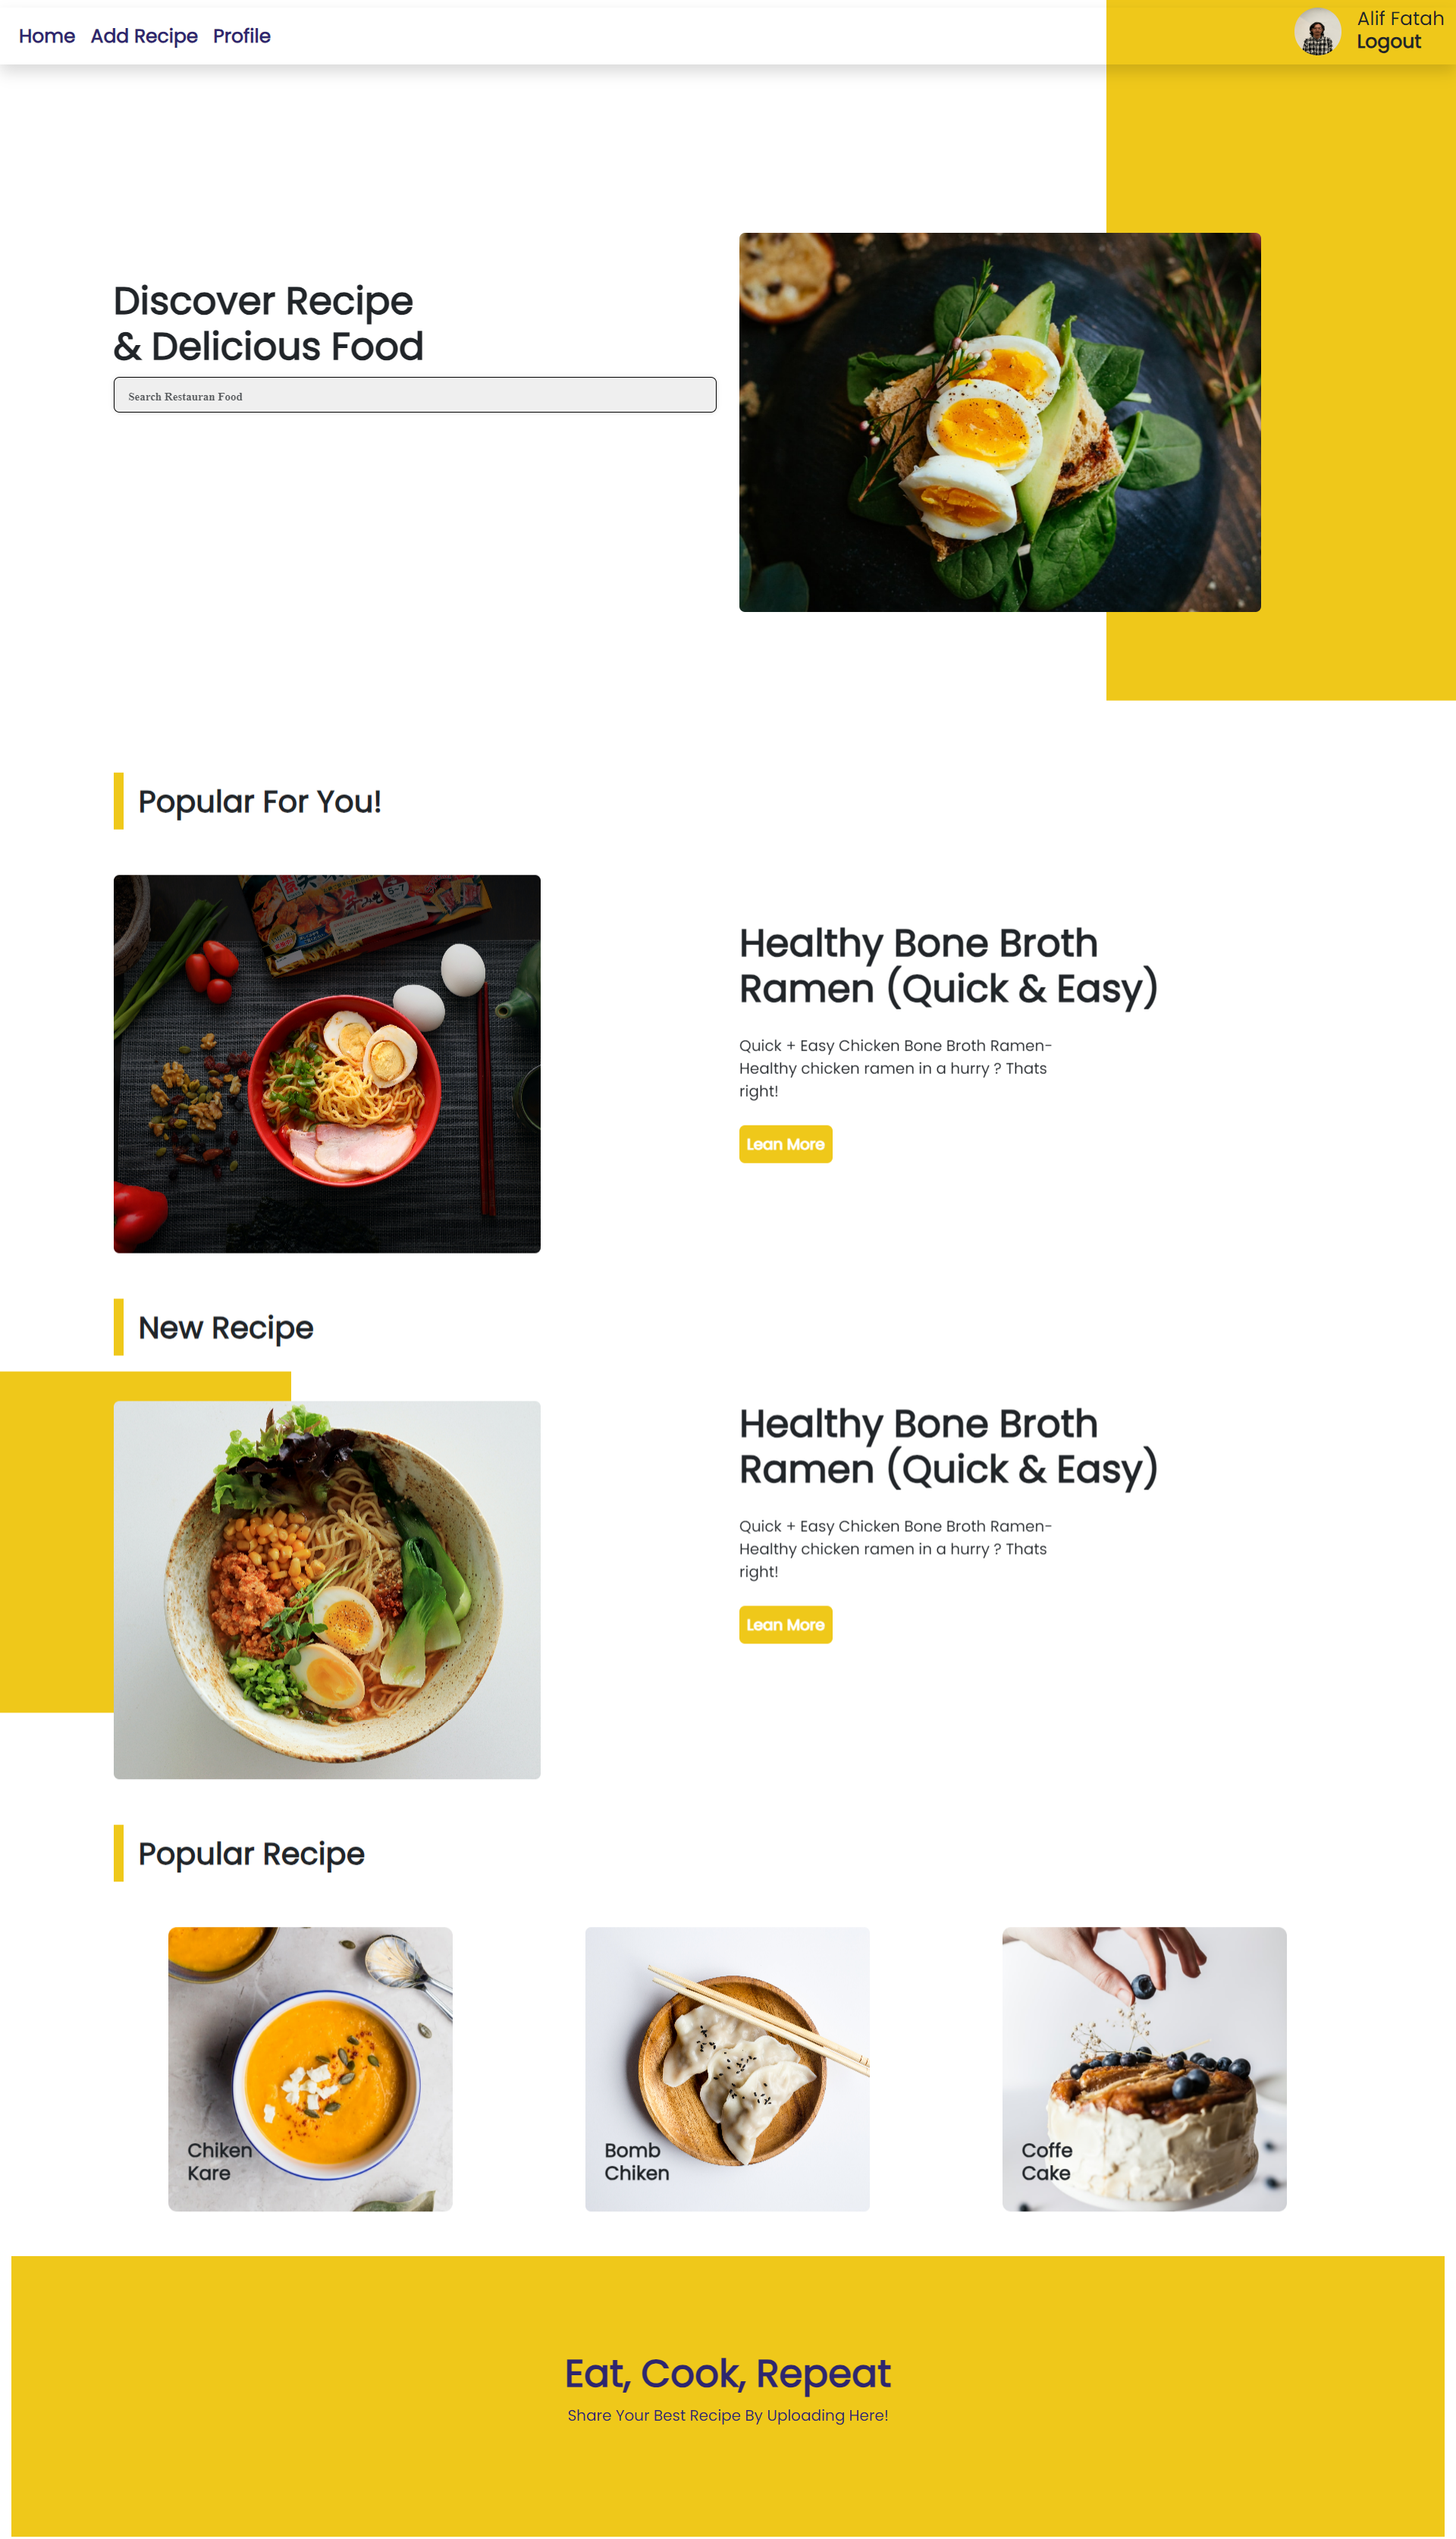 Home Add Recipe Profile
Alif Fatah
Logout
Discover Recipe
& Delicious Food
Search Restauran Food
Popular For You!
5~7
Healthy Bone Broth
Ramen (Quick & Easy)
Quick + Easy Chicken Bone Broth Ramen-
Healthy chicken ramen in a hurry ? Thats
right!
Lean More
New Recipe
Healthy Bone Broth
Ramen (Quick & Easy)
Quick + Easy Chicken Bone Broth Ramen-
Healthy chicken ramen in a hurry ? Thats
right!
Lean More
Popular Recipe
Chiken
Kare
Bomb
Chiken
Coffe
Cake
Eat, Cook, Repeat
Share Your Best Recipe By Uploading Here!